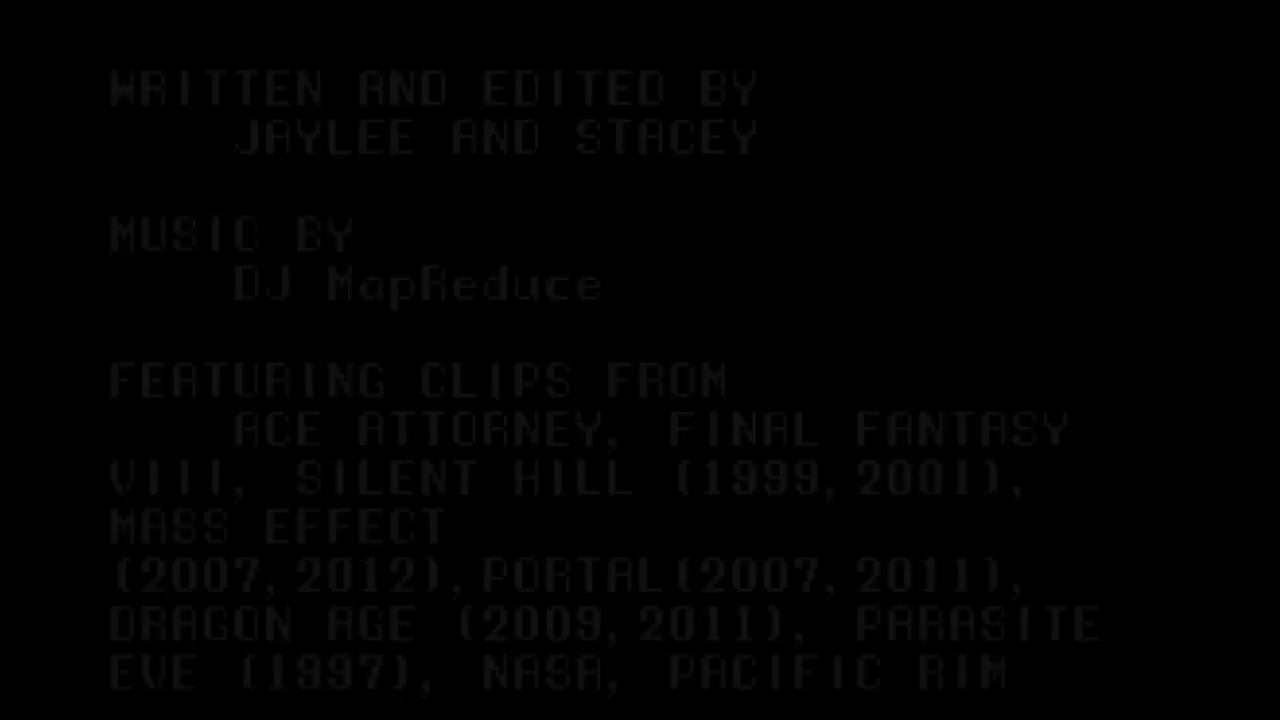 WRITTEN AND EDITED BY
JAYLEE AND STACEY
MUSIC BY
DJ MapReduce
FEATURING CLIPS FROM
ACE ATTORNEY, FINAL FANTASY
VIII, SILENT HILL (1999, 2001),
MASS EFFECT
(2007, 2012), PORTAL(2007, 2011),
DRAGON AGE (2009, 2011), PARASITE
EVE (1997), NASA, PACIFIC RIM